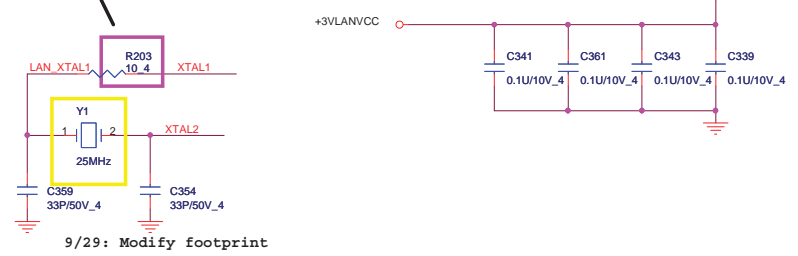 +3VLANVCC
R203
10_4
LAN_XTAL1
XTAL1
C341
0.1U/10V_4
C361
0.1U/10V_4
C343
0.1U/10V_4
C339
0.1U/10V_4
Y1
1
2
XTAL2
25MHz
C359
33P/50V_4
C354
33P/50V_4
9/29: Modify footprint